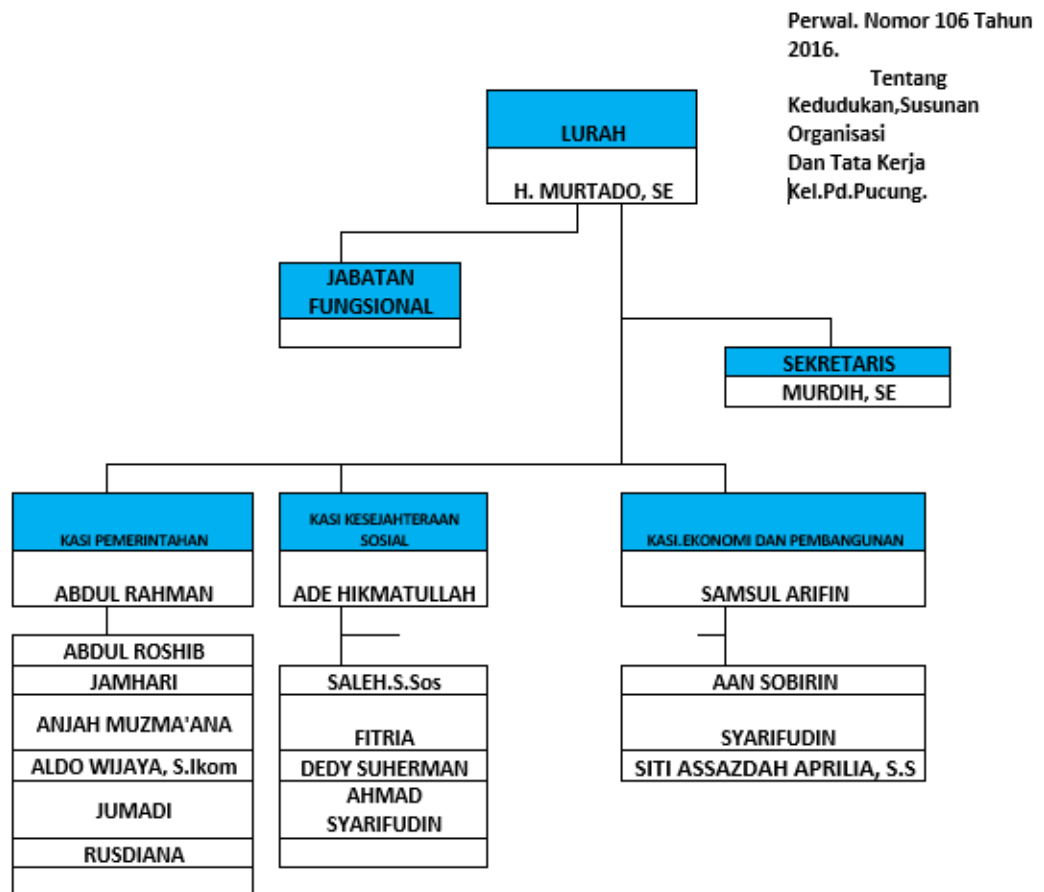 Perwal. Nomor 106 Tahun
2016.
Tentang
Kedudukan,Susunan
Organisasi
Dan Tata Kerja
Kel.Pd.Pucung.
LURAH
H. MURTADO, SE
JABATAN
FUNGSIONAL
SEKRETARIS
MURDIH, SE
KASI PEMERINTAHAN
ABDUL RAHMAN
ABDUL ROSHIB
JAMHARI
ANJAH MUZMA'ANA
ALDO WIJAYA, S.Ikom
JUMADI
RUSDIANA
KASI KESEJAHTERAAN
SOSIAL
ADE HIKMATULLAH
SALEH.S.Sos
FITRIA
DEDY SUHERMAN
AHMAD
SYARIFUDIN
KASI.EKONOMI DAN PEMBANGUNAN
SAMSUL ARIFIN
AAN SOBIRIN
SYARIFUDIN
SITI ASSAZDAH APRILIA, S.S